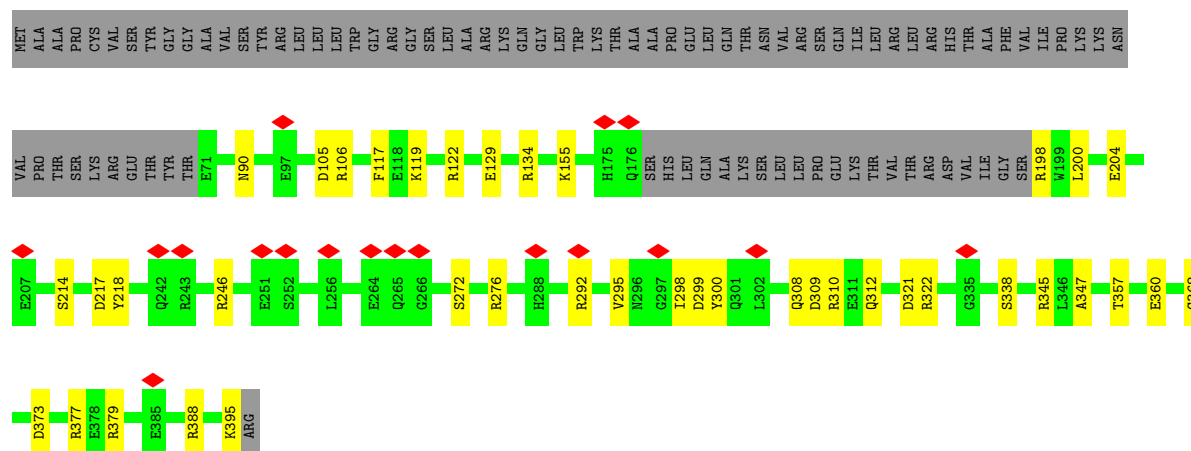 MET ALA ALA PRO CYS VAL SER TYR GLY GLY ALA VAL SER TYR ARG LEU LEU LEU TRP GLY ARG GLY SER LEU ALA ARG LYS GLN GLY LEU TRP LYS THR ALA ALA PRO GLU LEU GLN THR ASN VAL ARG SER GLN ILE LEU ARG LEU ARG HIS THR ALA PHE VAL ILE PRO LYS LYS ASN
VAL PRO THR SER LYS ARG GLU THR TYR THR E71 N90 E97 D105 R106 F117 E118 K119 R122 E129 R134 K155 H175 Q176 SER HIS LEU GLN ALA LYS SER LEU LEU PRO GLU LYS THR VAL THR ARG ASP VAL ILE GLY SER R198 W199 L200 E204
E207 S214 D217 Y218 Q242 R243 R246 E251 S252 L256 E264 Q265 G266 S272 R276 H288 R292 V295 N296 G297 I298 D299 Y300 Q301 L302 Q308 D309 R310 E311 Q312 D321 R322 G335 S338 R345 L346 A347 T357 E360
D373 R377 E378 R379 E385 R388 K395 ARG